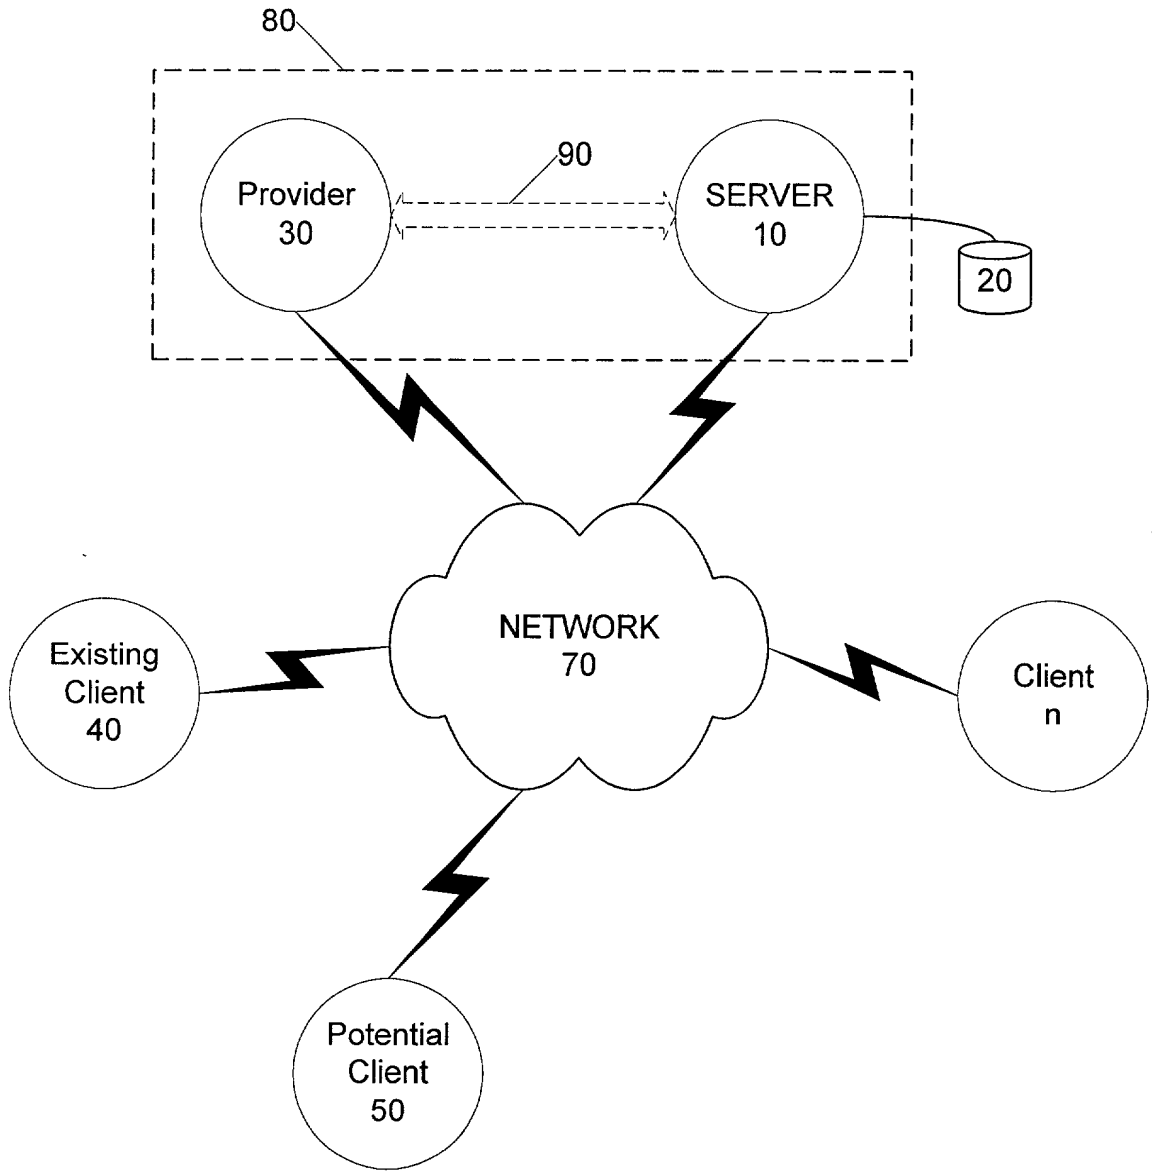 80
90
Provider
30
SERVER
10
20
NETWORK
70
Existing
Client
40
Client
n
Potential
Client
50